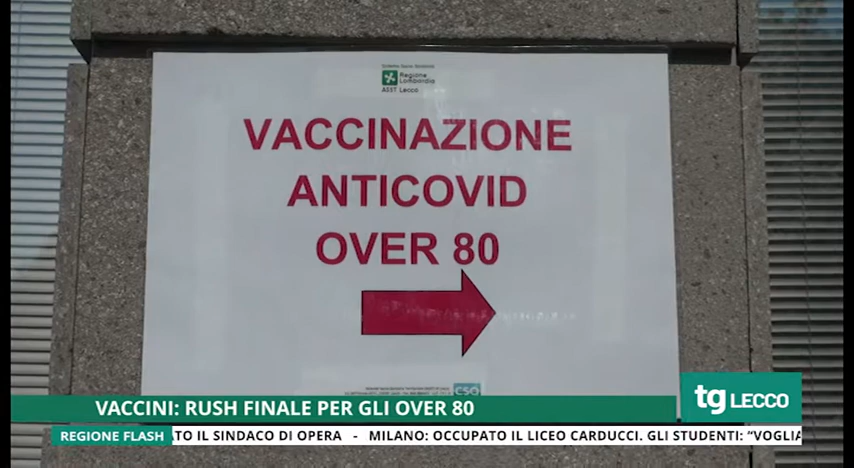 Regione
Lombardia
ASST Lecco
VACCINAZIONE
ANTICOVID
OVER 80
VACCINI: RUSH FINALE PER GLI OVER 80
tg LECCO
REGIONE FLASH ATO IL SINDACO DI OPERA - MILANO: OCCUPATO IL LICEO CARDUCCI. GLI STUDENTI: “VOGLIA